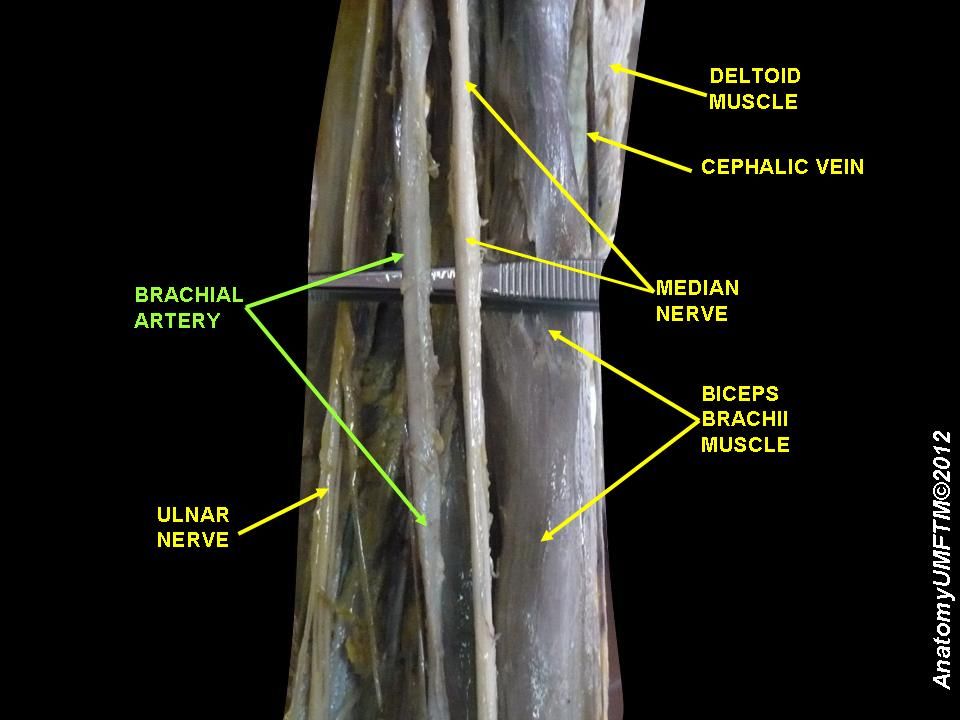 DELTOID
MUSCLE
CEPHALIC VEIN
MEDIAN
NERVE
BRACHIAL
ARTERY
BICEPS
BRACHII
MUSCLE
ULNAR
NERVE
AnatomyUMFTM©2012